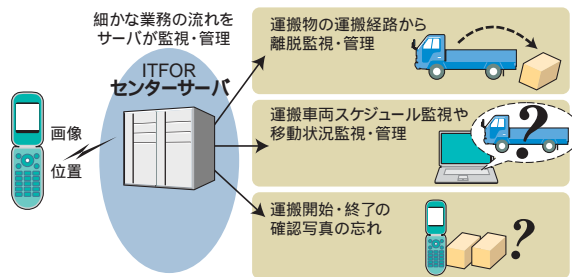 細かな業務の流れを
サーバが監視・管理
ITFOR
センターサーバ
画像
位置
運搬物の運搬経路から
離脱監視・管理
運搬車両スケジュール監視や
移動状況監視・管理
?
運搬開始・終了の
確認写真の忘れ
?